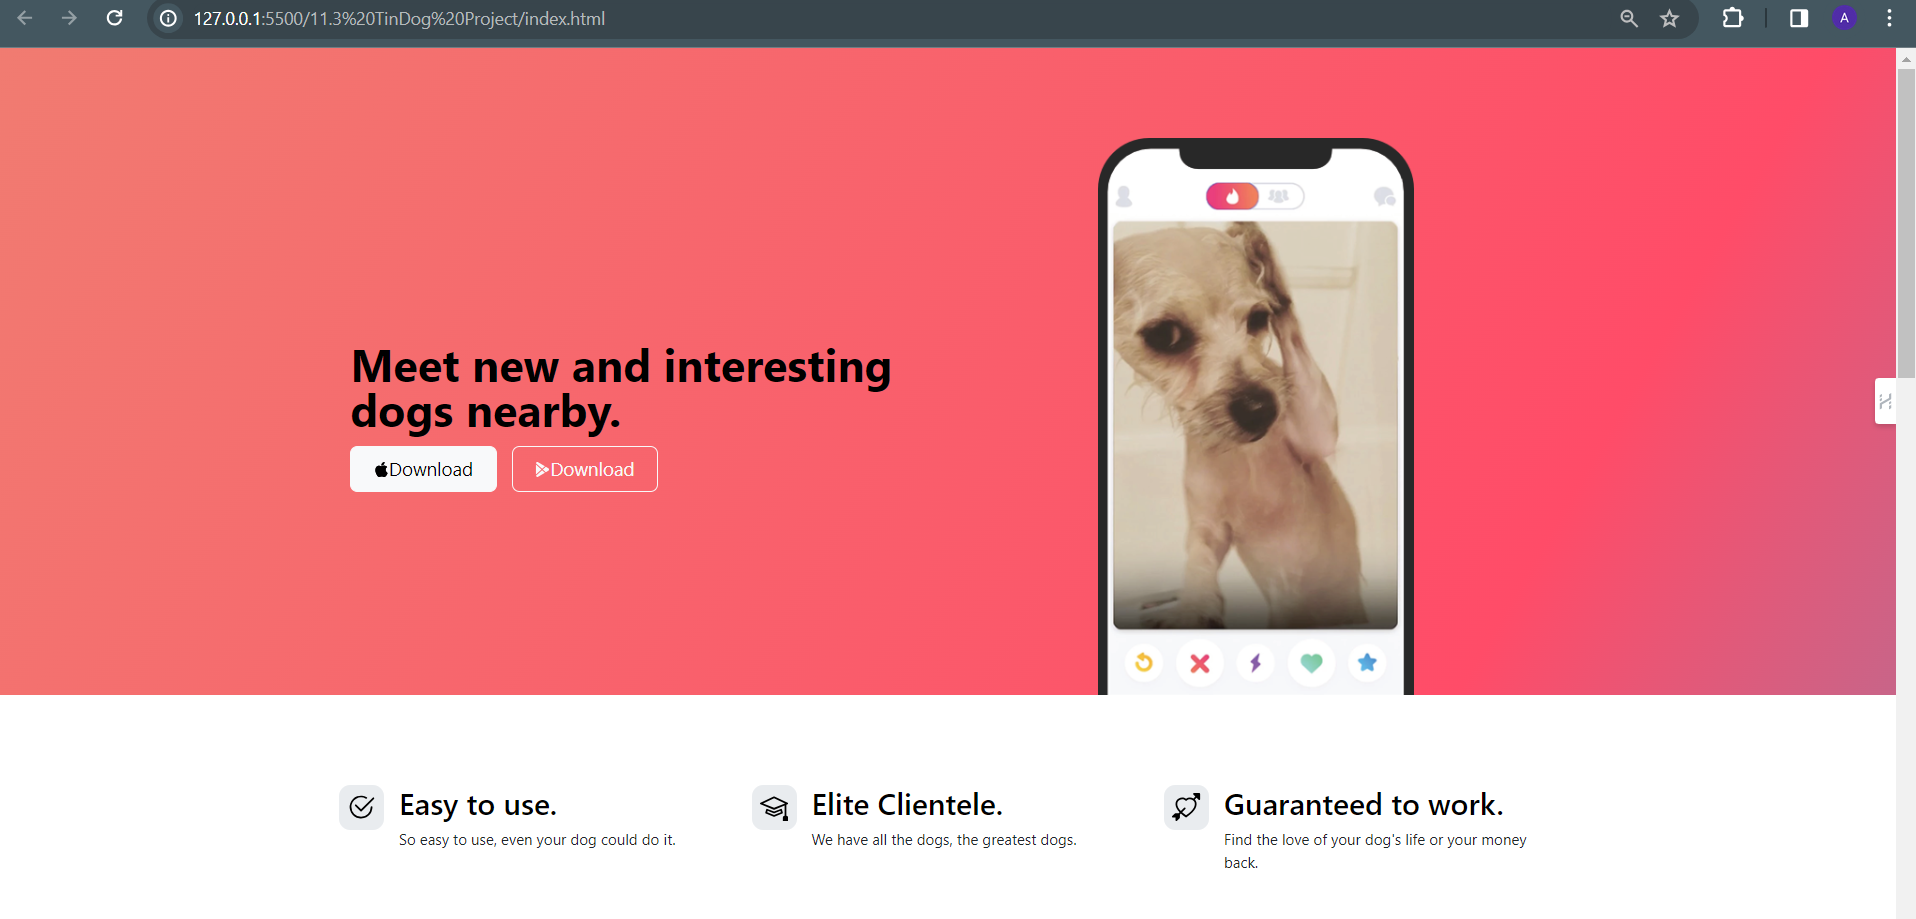 127.0.0.1:5500/11.3%20TinDog%20Project/index.html
A
Meet new and interesting
dogs nearby.
Download
Download
Easy to use.
So easy to use, even your dog could do it.
Elite Clientele.
We have all the dogs, the greatest dogs.
Guaranteed to work.
Find the love of your dog's life or your money
back.